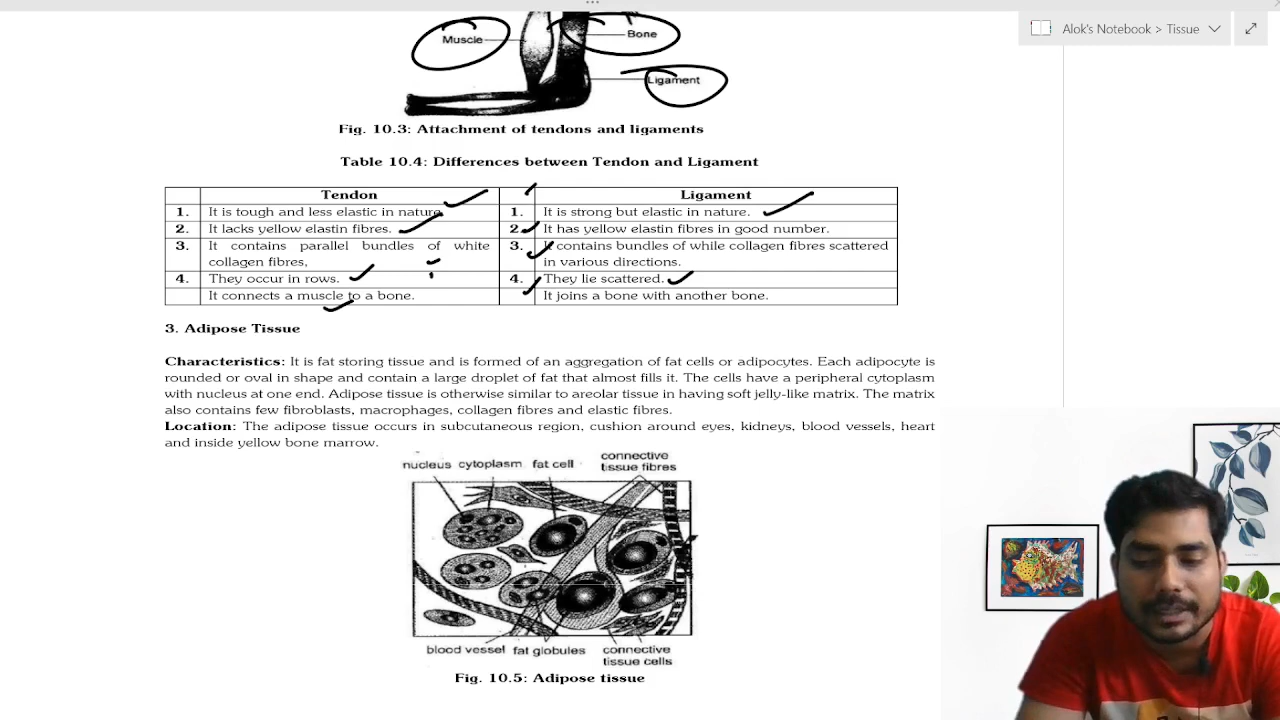 Alok's Notebook > Tissue
Muscle
Bone
Ligament
Fig. 10.3: Attachment of tendons and ligaments
Table 10.4: Differences between Tendon and Ligament
Tendon Ligament
1. It is tough and less elastic in nature. 1. It is strong but elastic in nature.
2. It lacks yellow elastin fibres. 2. It has yellow elastin fibres in good number.
3. It contains parallel bundles of white 3. It contains bundles of while collagen fibres scattered
collagen fibres, in various directions.
4. They occur in rows. 4. They lie scattered.
It connects a muscle to a bone. It joins a bone with another bone.
3. Adipose Tissue
Characteristics: It is fat storing tissue and is formed of an aggregation of fat cells or adipocytes. Each adipocyte is
rounded or oval in shape and contain a large droplet of fat that almost fills it. The cells have a peripheral cytoplasm
with nucleus at one end. Adipose tissue is otherwise similar to areolar tissue in having soft jelly-like matrix. The matrix
also contains few fibroblasts, macrophages, collagen fibres and elastic fibres.
Location: The adipose tissue occurs in subcutaneous region, cushion around eyes, kidneys, blood vessels, heart
and inside yellow bone marrow.
nucleus cytoplasm fat cell connective
tissue fibres
blood vessel fat globules connective
tissue cells
Fig. 10.5: Adipose tissue